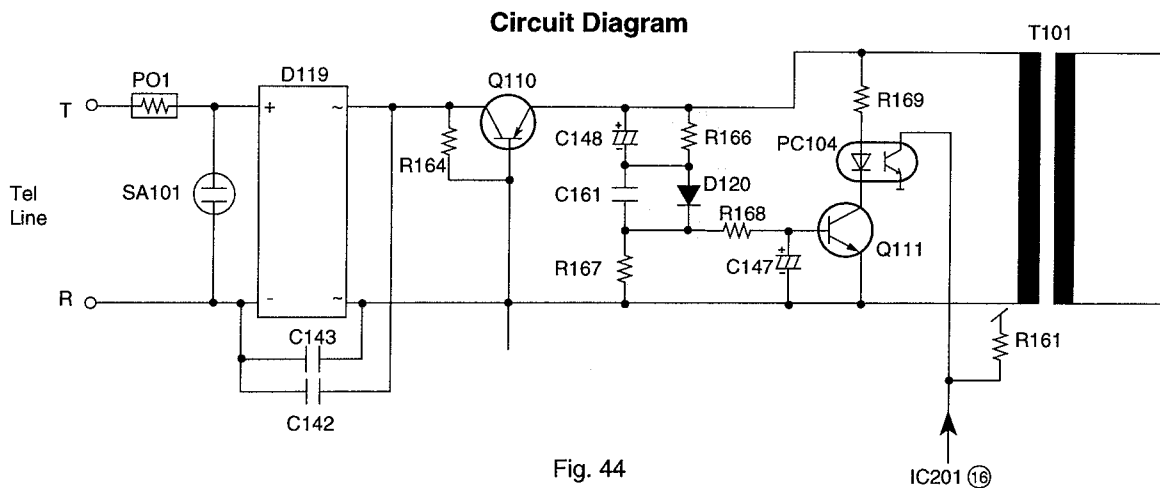 Circuit Diagram
T101
PO1
D119
Q110
T
+
~
R169
+
C148
-
R166
PC104
R164
Tel
Line
SA101
C161
D120
R168
Q111
R167
+
C147
-
R
-
~
C143
R161
C142
Fig. 44
IC201 ⑯